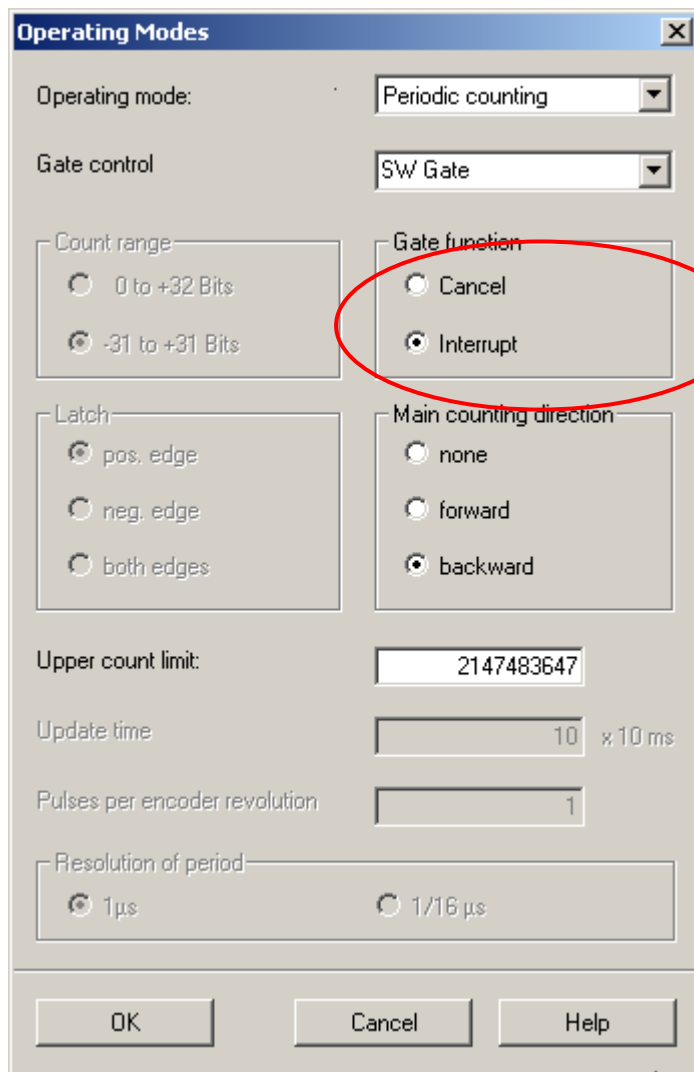 Operating Modes
Operating mode:
Periodic counting
Gate control
SW Gate
Count range
0 to +32 Bits
-31 to +31 Bits
Gate function
Cancel
Interrupt
Latch
pos. edge
neg. edge
both edges
Main counting direction
none
forward
backward
Upper count limit:
2147483647
Update time
10 x 10 ms
Pulses per encoder revolution
1
Resolution of period
1µs
1/16 µs
OK
Cancel
Help